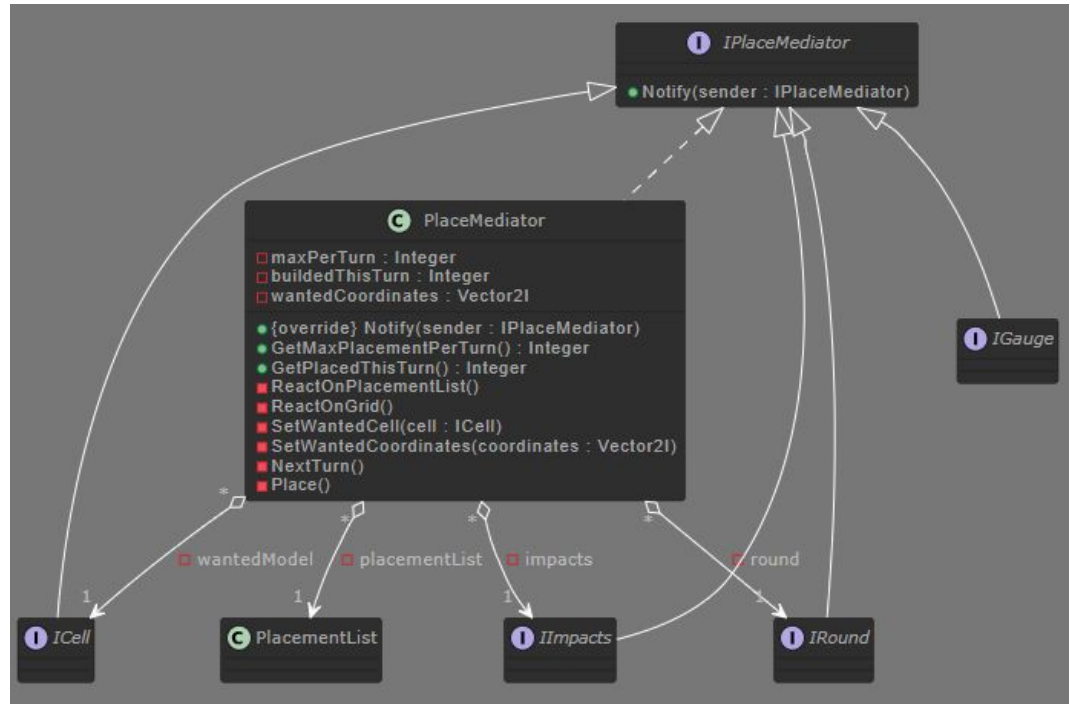 I IPlaceMediator
Notify(sender : IPlaceMediator)
C PlaceMediator
maxPerTurn : Integer
buildedThisTurn : Integer
wantedCoordinates : Vector2I
{override} Notify(sender : IPlaceMediator)
GetMaxPlacementPerTurn() : Integer
GetPlacedThisTurn() : Integer
ReactOnPlacementList()
ReactOnGrid()
SetWantedCell(cell : ICell)
SetWantedCoordinates(coordinates : Vector2I)
NextTurn()
Place()
I IGauge
* * * *
wantedModel placementList impacts round
1 1 1 1
I ICell C PlacementList I IImpacts I IRound